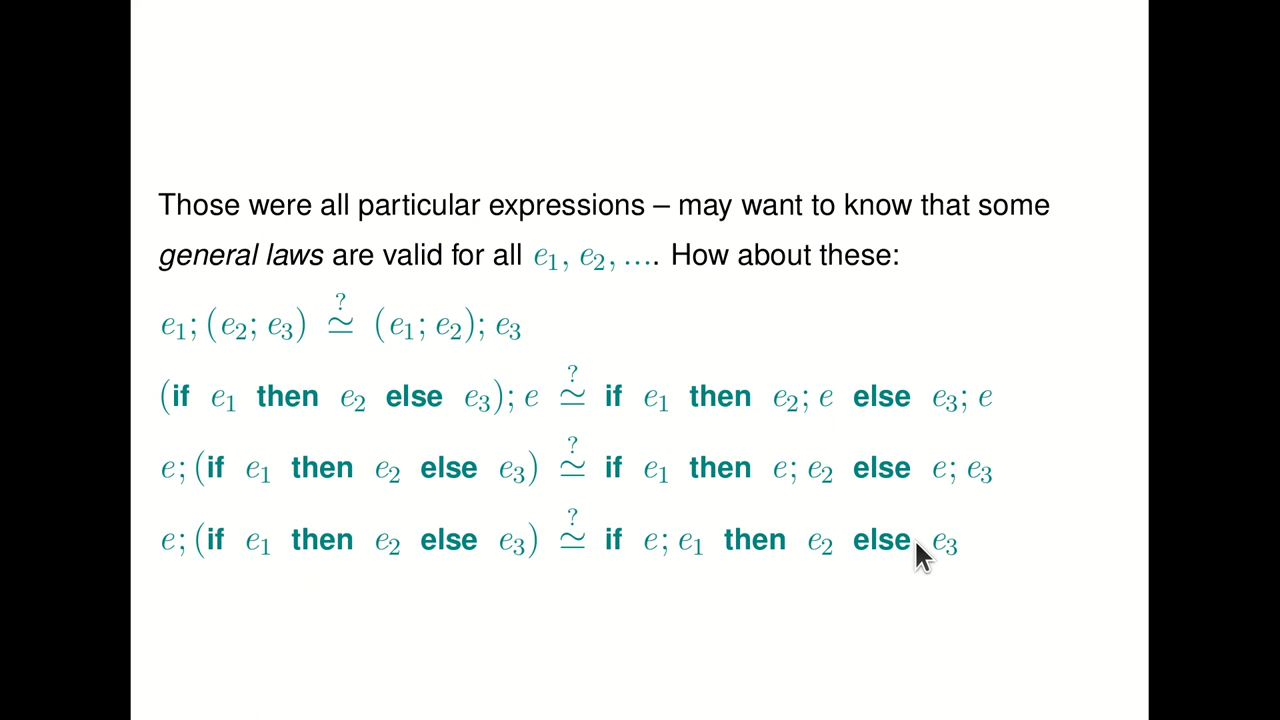 Those were all particular expressions – may want to know that some
general laws are valid for all e₁, e₂, .... How about these:
e₁; (e₂; e₃) ≃? (e₁; e₂); e₃
(if e₁ then e₂ else e₃); e ≃? if e₁ then e₂; e else e₃; e
e; (if e₁ then e₂ else e₃) ≃? if e₁ then e; e₂ else e; e₃
e; (if e₁ then e₂ else e₃) ≃? if e; e₁ then e₂ else e₃